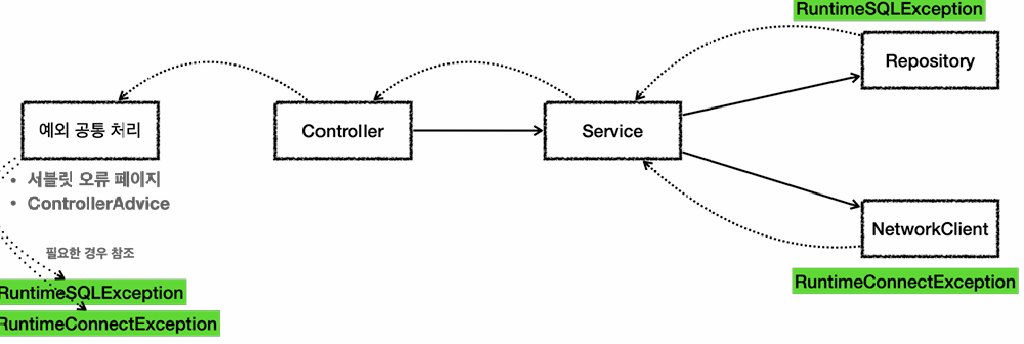 RuntimeSQLException
Repository
예외 공통 처리
Controller
Service
서블릿 오류 페이지
ControllerAdvice
NetworkClient
필요한 경우 참조
RuntimeConnectException
RuntimeSQLException
RuntimeConnectException